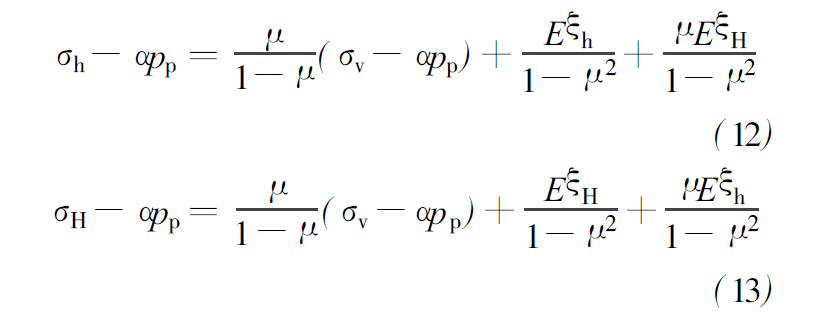 σh − αpp = μ/(1 − μ) (σv − αpp) + Eξh/(1 − μ²) + μEξH/(1 − μ²)
(12)
σH − αpp = μ/(1 − μ) (σv − αpp) + EξH/(1 − μ²) + μEξh/(1 − μ²)
(13)